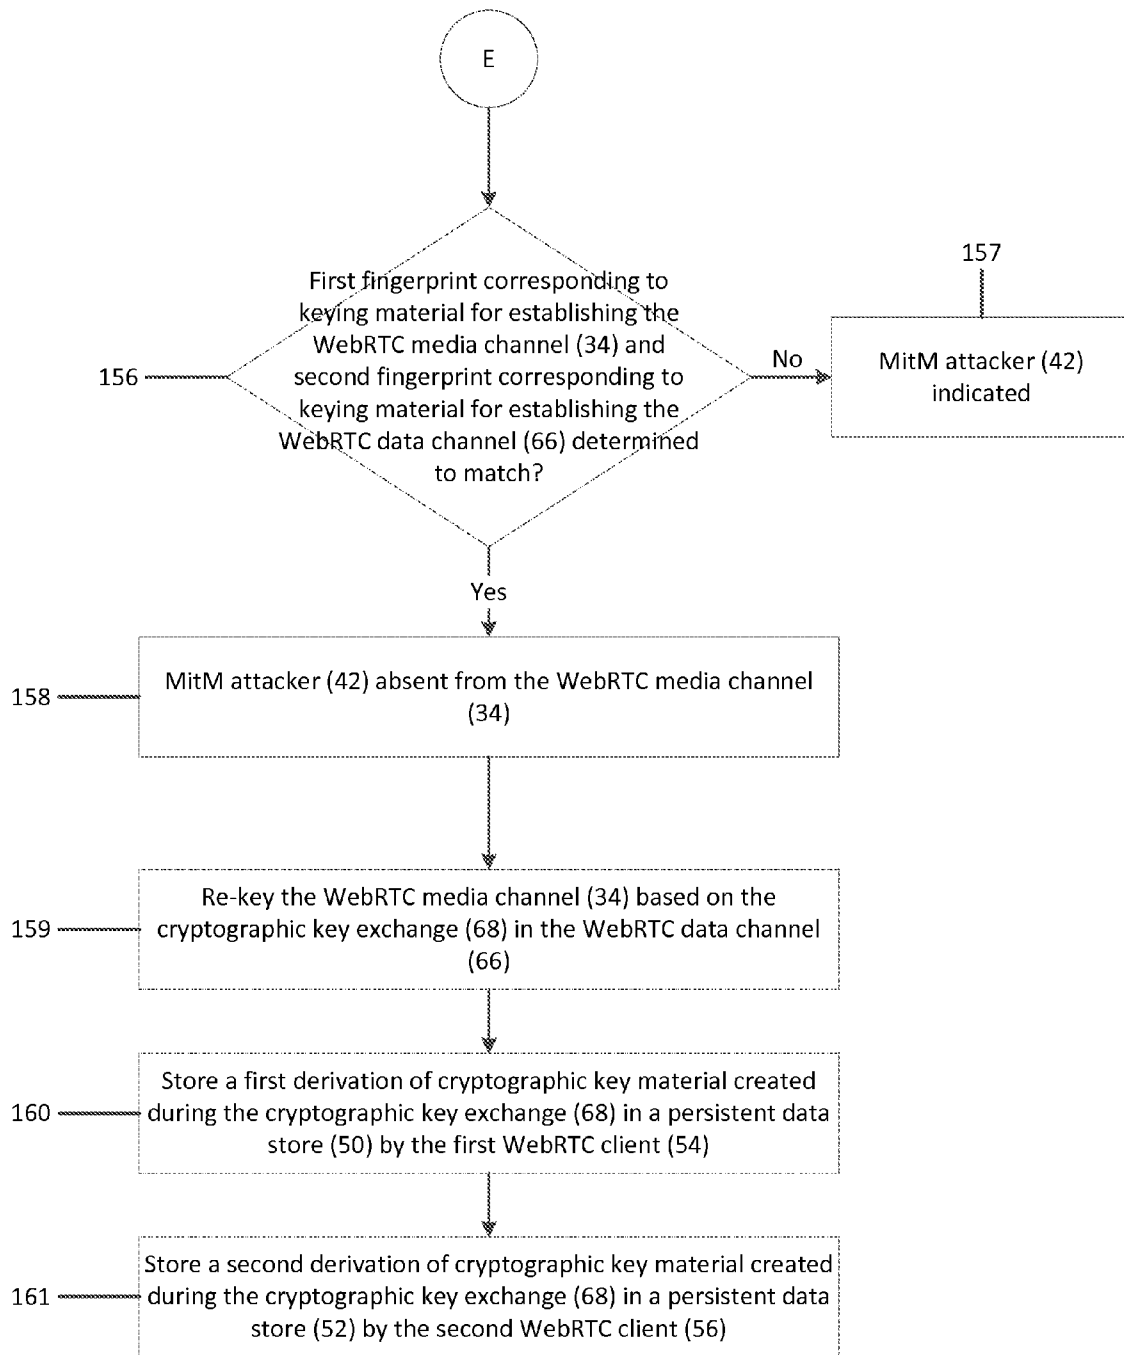 E
First fingerprint corresponding to
keying material for establishing the
WebRTC media channel (34) and
second fingerprint corresponding to
keying material for establishing the
WebRTC data channel (66) determined
to match?
156
No
157
MitM attacker (42)
indicated
Yes
MitM attacker (42) absent from the WebRTC media channel
(34)
158
Re-key the WebRTC media channel (34) based on the
cryptographic key exchange (68) in the WebRTC data channel
(66)
159
Store a first derivation of cryptographic key material created
during the cryptographic key exchange (68) in a persistent data
store (50) by the first WebRTC client (54)
160
Store a second derivation of cryptographic key material created
during the cryptographic key exchange (68) in a persistent data
store (52) by the second WebRTC client (56)
161